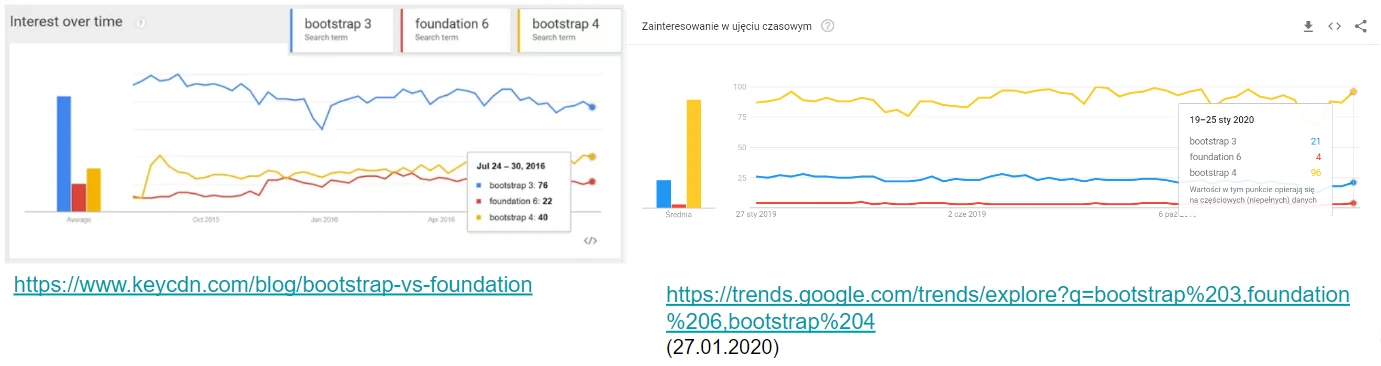 Interest over time ?
bootstrap 3
Search term
foundation 6
Search term
bootstrap 4
Search term
Jul 24 – 30, 2016
bootstrap 3: 76
foundation 6: 22
bootstrap 4: 40
Average
Oct 2015
Jan 2016
Apr 2016
</>
https://www.keycdn.com/blog/bootstrap-vs-foundation
Zainteresowanie w ujęciu czasowym ?
100
75
50
25
19–25 sty 2020
bootstrap 3 21
foundation 6 4
bootstrap 4 96
Wartości w tym punkcie opierają się
na częściowych (niepełnych) danych
Średnia
27 sty 2019
2 cze 2019
6 paź
https://trends.google.com/trends/explore?q=bootstrap%203,foundation
%206,bootstrap%204
(27.01.2020)